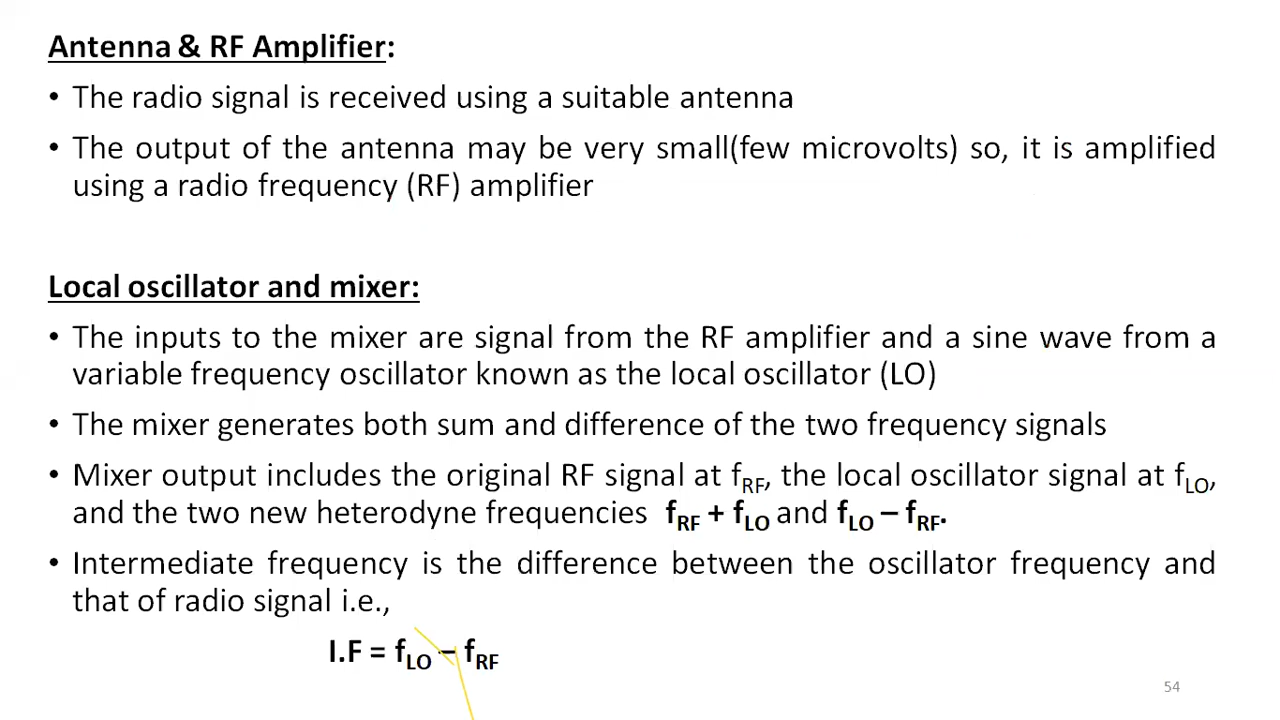 Antenna & RF Amplifier:
• The radio signal is received using a suitable antenna
• The output of the antenna may be very small(few microvolts) so, it is amplified
using a radio frequency (RF) amplifier
Local oscillator and mixer:
• The inputs to the mixer are signal from the RF amplifier and a sine wave from a
variable frequency oscillator known as the local oscillator (LO)
• The mixer generates both sum and difference of the two frequency signals
• Mixer output includes the original RF signal at fRF, the local oscillator signal at fLO,
and the two new heterodyne frequencies fRF + fLO and fLO – fRF.
• Intermediate frequency is the difference between the oscillator frequency and
that of radio signal i.e.,
I.F = fLO – fRF
54